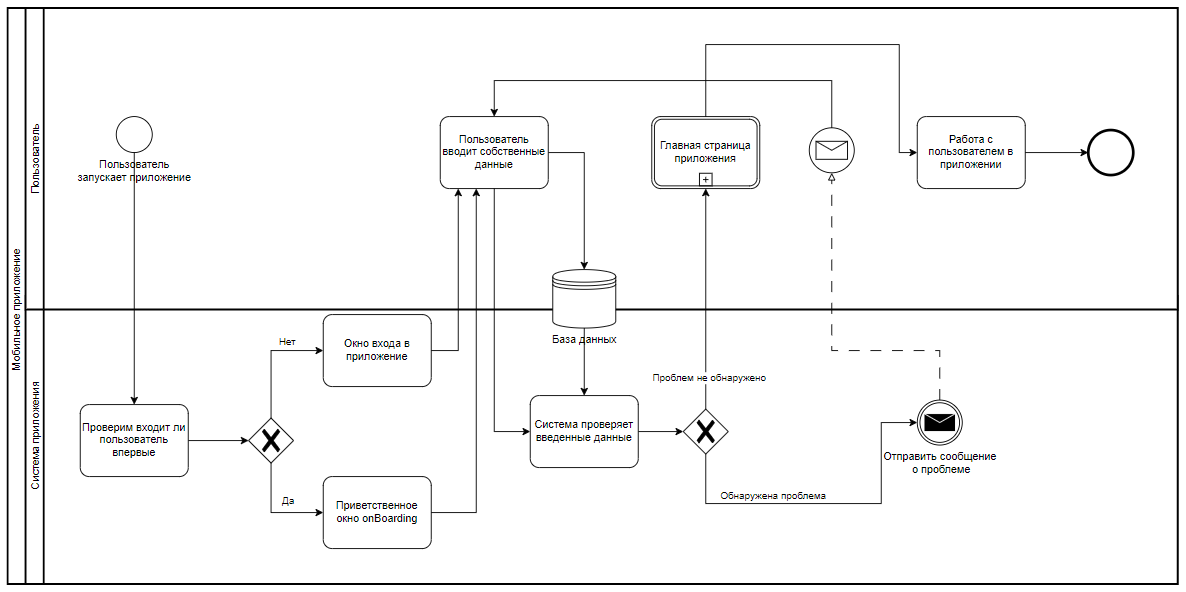 Мобильное приложение
Пользователь
Пользователь
запускает приложение
Пользователь
вводит собственные
данные
Главная страница
приложения
Работа с
пользователем в
приложении
База данных
Система приложения
Проверим входит ли
пользователь
впервые
Нет
Окно входа в
приложение
Да
Приветственное
окно onBoarding
Система проверяет
введенные данные
Проблем не обнаружено
Обнаружена проблема
Отправить сообщение
о проблеме